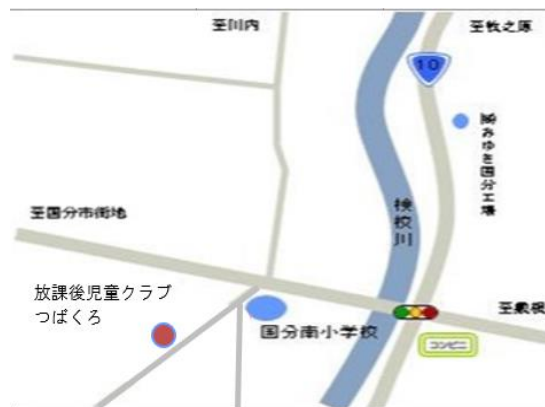 至川内
至牧之原
10
㈱みゆき国分工場
検校川
至国分市街地
放課後児童クラブ
つばくろ
国分南小学校
至敷根
コンビニ